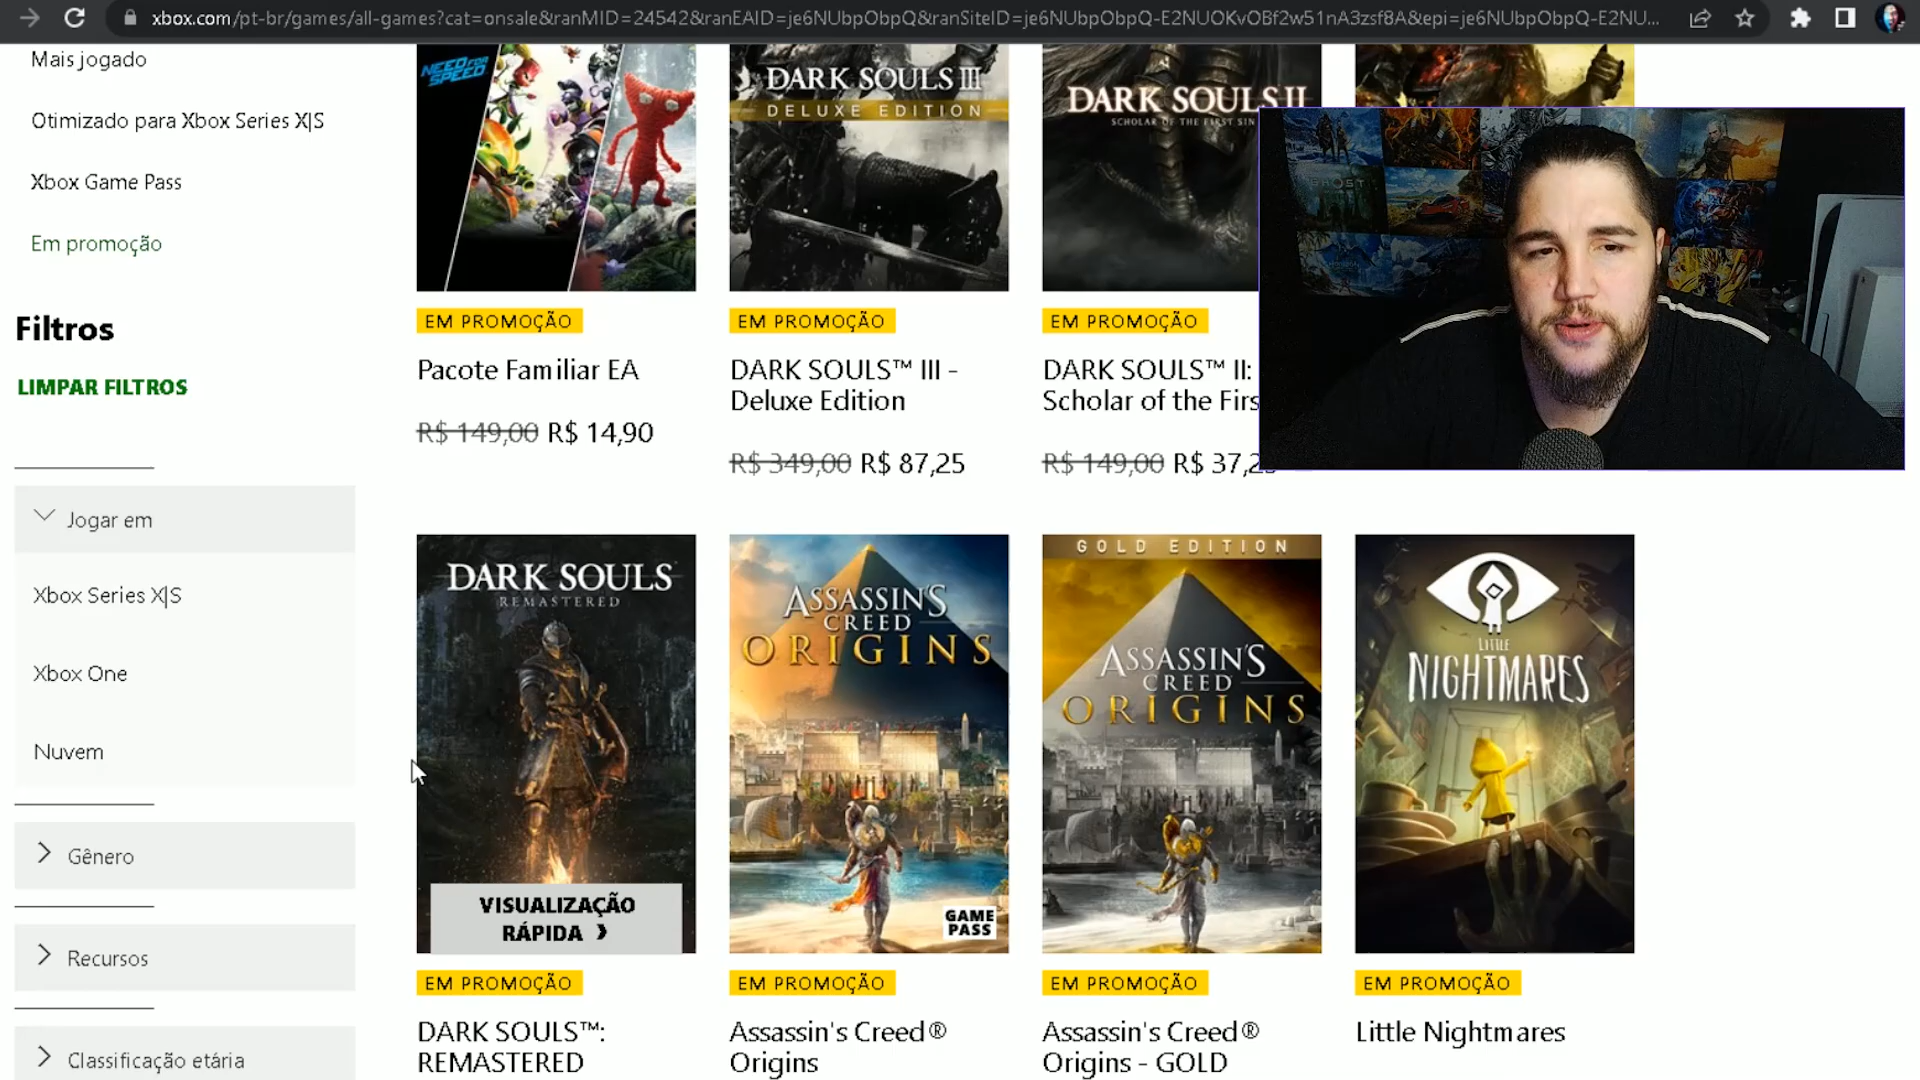 xbox.com/pt-br/games/all-games?cat=onsale&ranMID=24542&ranEAID=je6NUbpObpQ&ranSiteID=je6NUbpObpQ-E2NUOKvOBf2w51nA3zsf8A&epi=je6NUbpObpQ-E2NU...
Mais jogado
Otimizado para Xbox Series X|S
Xbox Game Pass
Em promoção
Filtros
LIMPAR FILTROS
Jogar em
Xbox Series X|S
Xbox One
Nuvem
Gênero
Recursos
Classificação etária
NEED FOR
SPEED
DARK SOULS III
DELUXE EDITION
DARK SOULS II
SCHOLAR OF THE FIRST SIN
EM PROMOÇÃO
EM PROMOÇÃO
EM PROMOÇÃO
Pacote Familiar EA
R$ 149,00 R$ 14,90
DARK SOULS™ III -
Deluxe Edition
R$ 349,00 R$ 87,25
DARK SOULS™ II:
Scholar of the Firs
R$ 149,00 R$ 37,2
GHOST
DARK SOULS
REMASTERED
VISUALIZAÇÃO
RÁPIDA ❯
ASSASSIN'S
CREED
ORIGINS
GAME
PASS
GOLD EDITION
ASSASSIN'S
CREED
ORIGINS
LITTLE
NIGHTMARES
EM PROMOÇÃO
EM PROMOÇÃO
EM PROMOÇÃO
EM PROMOÇÃO
DARK SOULS™:
REMASTERED
Assassin's Creed®
Origins
Assassin's Creed®
Origins - GOLD
Little Nightmares